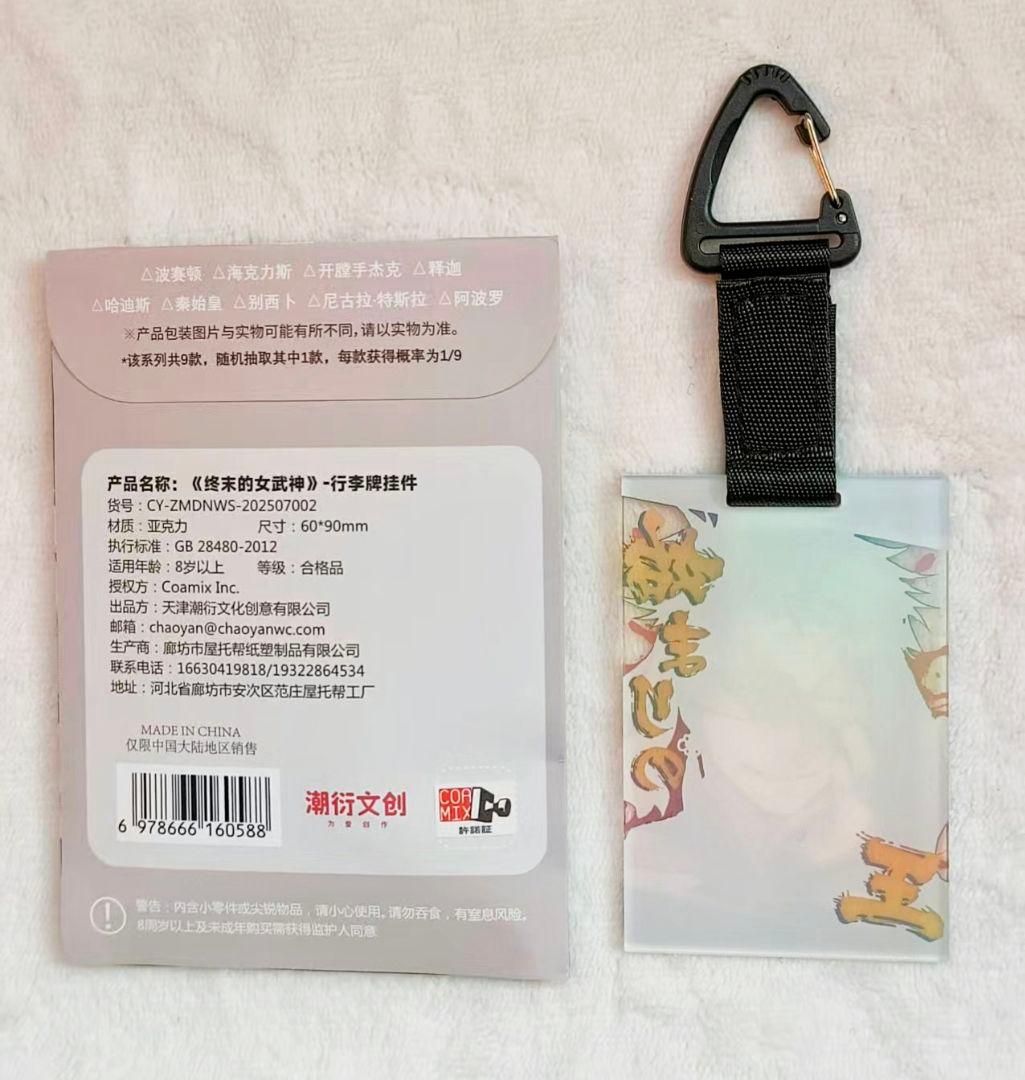 △波赛顿 △海克力斯 △开膛手杰克 △释迦
△哈迪斯 △秦始皇 △别西卜 △尼古拉·特斯拉 △阿波罗
※产品包装图片与实物可能有所不同,请以实物为准。
*该系列共9款，随机抽取其中1款，每款获得概率为1/9
产品名称：《终末的女武神》-行李牌挂件
货号：CY-ZMDNWS-202507002
材质：亚克力 尺寸：60*90mm
执行标准：GB 28480-2012
适用年龄：8岁以上 等级：合格品
授权方：Coamix Inc.
出品方：天津潮衍文化创意有限公司
邮箱：chaoyan@chaoyanwc.com
生产商：廊坊市屋托帮纸塑制品有限公司
联系电话：16630419818/19322864534
地址：河北省廊坊市安次区范庄屋托帮工厂
MADE IN CHINA
仅限中国大陆地区销售
6 978666 160588
潮衍文创
为爱创作
COAMIX
許諾証
警告：内含小零件或尖锐物品，请小心使用。请勿吞食，有窒息风险。
8周岁以上及未成年购买需获得监护人同意